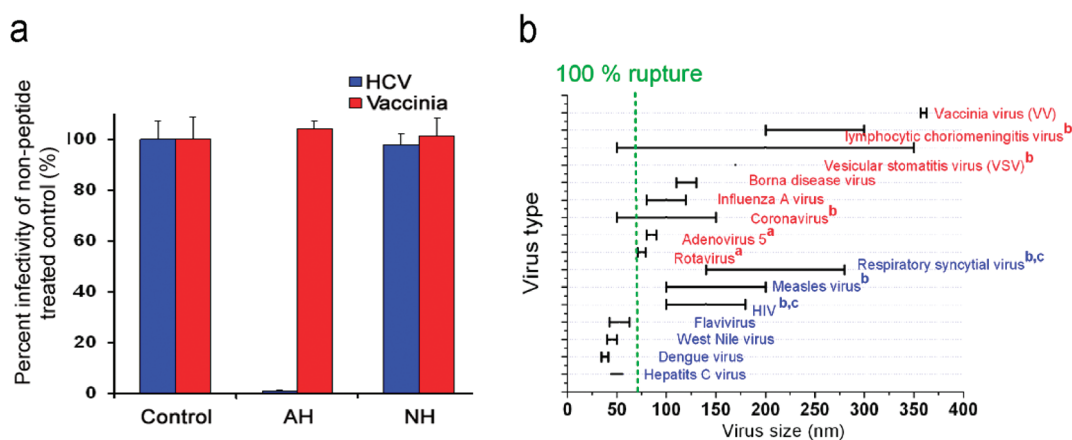 a
HCV
Vaccinia
Percent infectivity of non-peptide
treated control (%)
100
80
60
40
20
0
Control AH NH
b
100 % rupture
Virus type
Vaccinia virus (VV)
lymphocytic choriomeningitis virus b
Vesicular stomatitis virus (VSV) b
Borna disease virus
Influenza A virus
Coronavirus b
Adenovirus 5 a
Rotavirus a
Respiratory syncytial virus b,c
Measles virus b
HIV b,c
Flavivirus
West Nile virus
Dengue virus
Hepatits C virus
0 50 100 150 200 250 300 350 400
Virus size (nm)